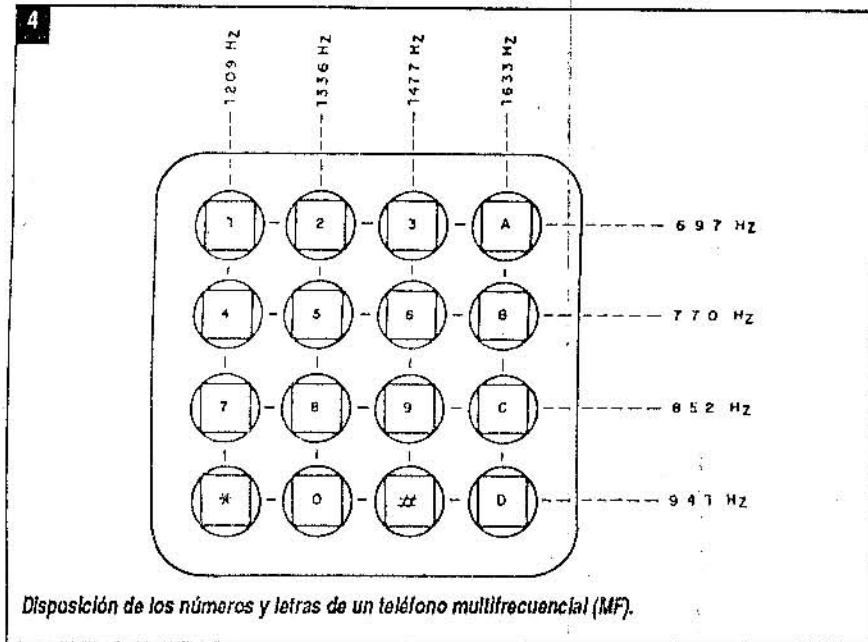 4
1209 Hz
1336 Hz
1477 Hz
1633 Hz
1 2 3 A 697 Hz
4 5 6 B 770 Hz
7 8 9 C 852 Hz
* 0 # D 941 Hz
Disposición de los números y letras de un teléfono multifrecuencial (MF).